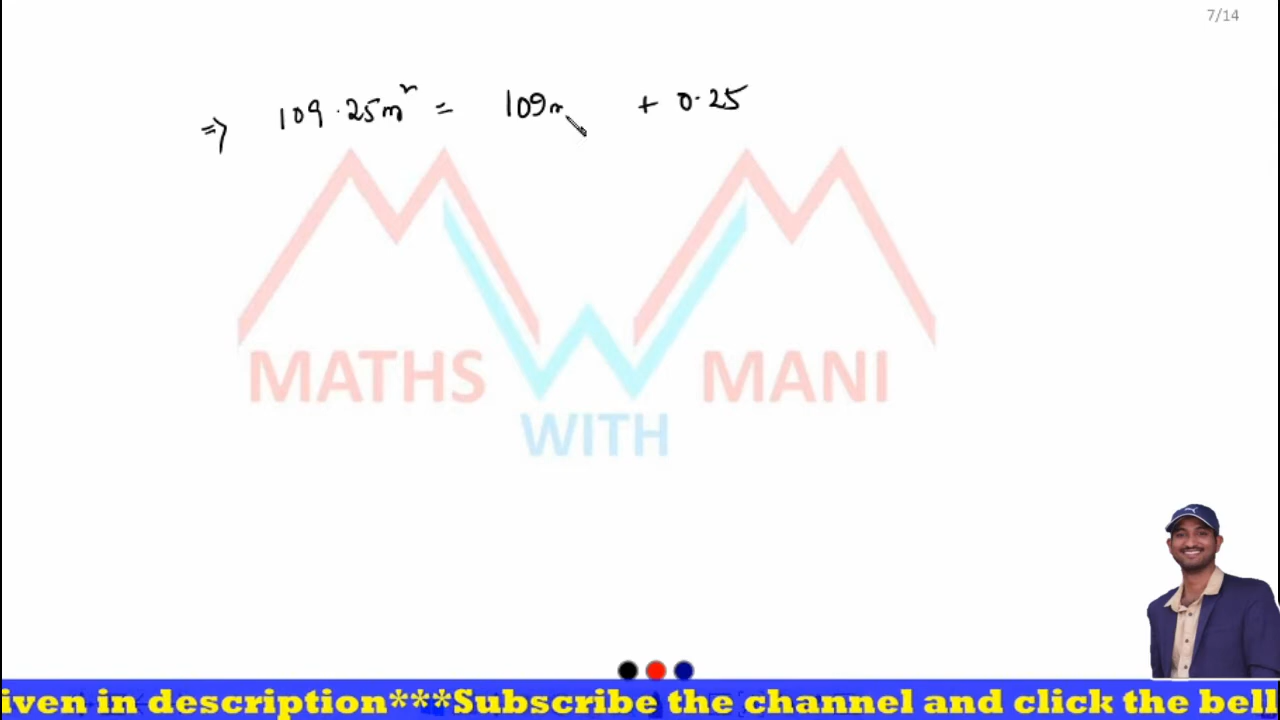 7/14
⇒ 109.25m² = 109m + 0.25
MATHS WITH MANI
iven in description***Subscribe the channel and click the bell